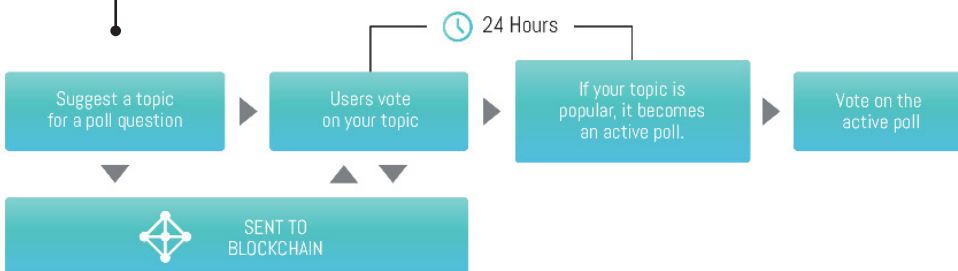 24 Hours
Suggest a topic
for a poll question
Users vote
on your topic
If your topic is
popular, it becomes
an active poll.
Vote on the
active poll
SENT TO
BLOCKCHAIN